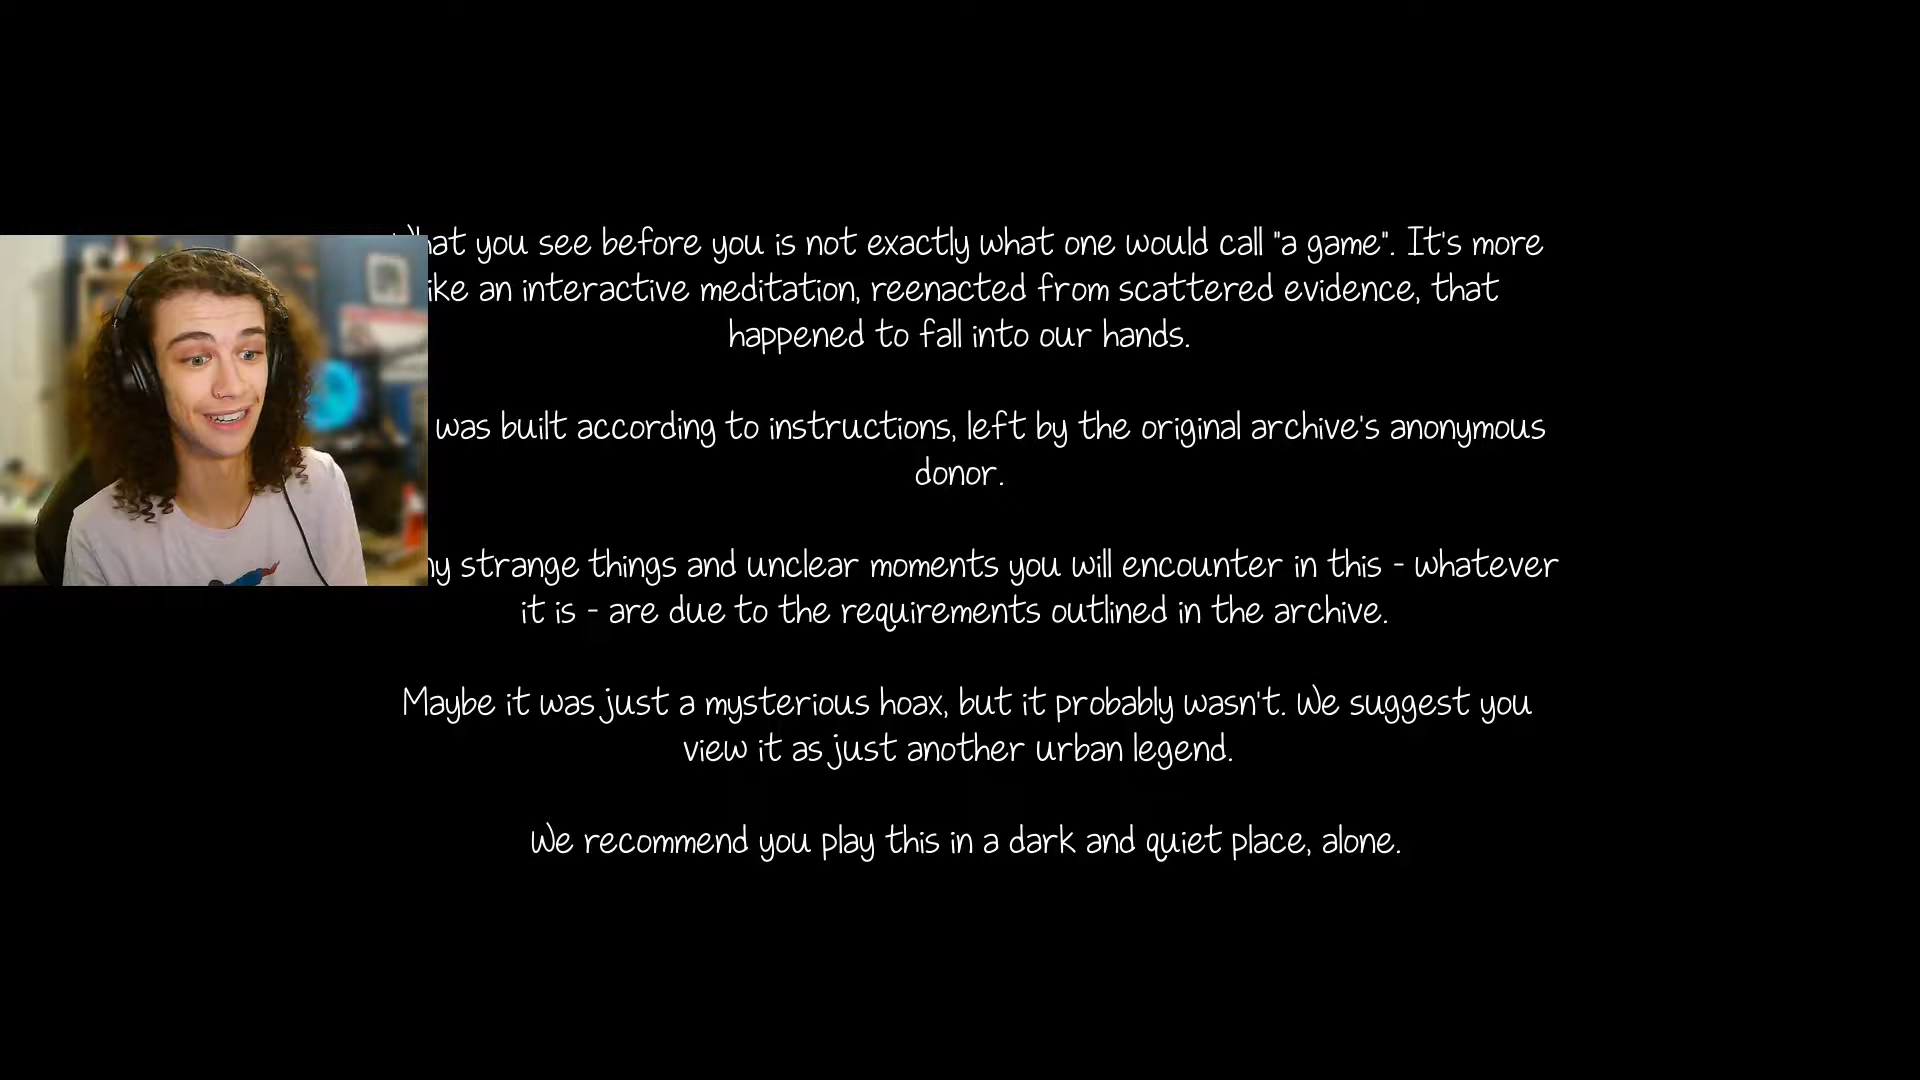 you see before you is not exactly what one would call "a game". It's more
an interactive meditation, reenacted from scattered evidence, that
happened to fall into our hands.
was built according to instructions, left by the original archive's anonymous
donor.
strange things and unclear moments you will encounter in this - whatever
it is - are due to the requirements outlined in the archive.
Maybe it was just a mysterious hoax, but it probably wasn't. We suggest you
view it as just another urban legend.
We recommend you play this in a dark and quiet place, alone.